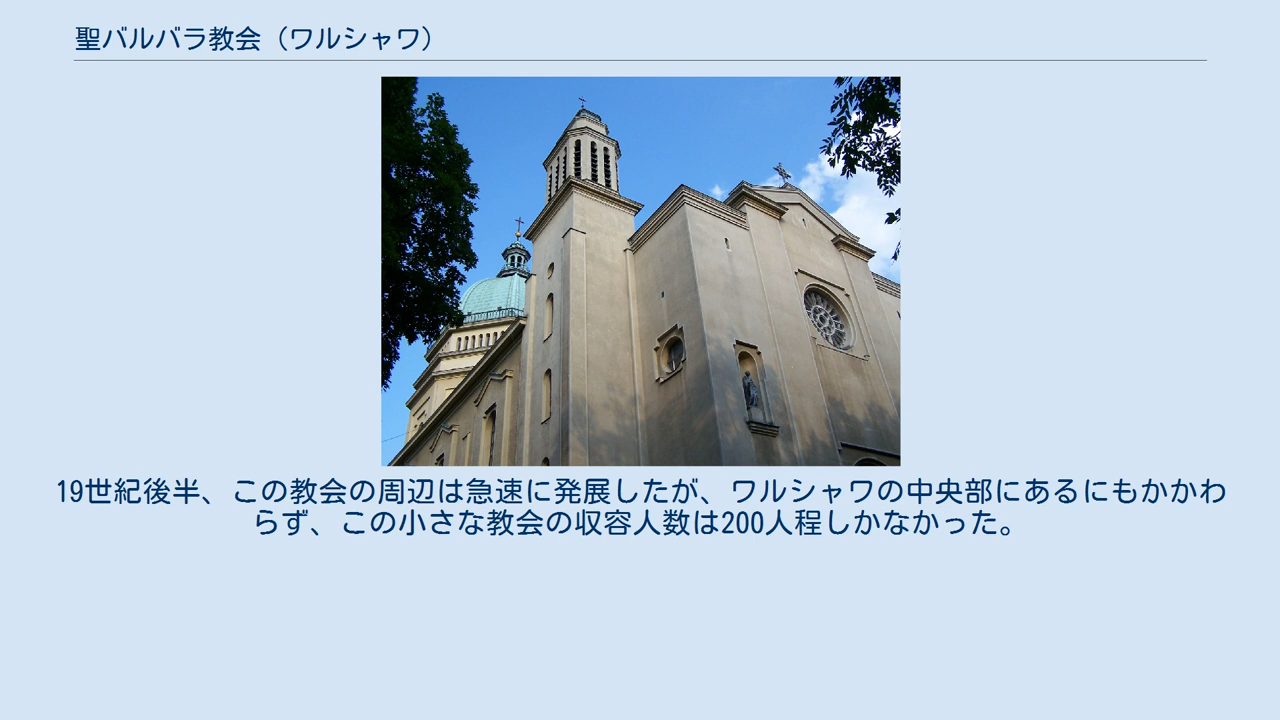 聖バルバラ教会（ワルシャワ）
19世紀後半、この教会の周辺は急速に発展したが、ワルシャワの中央部にあるにもかかわ
らず、この小さな教会の収容人数は200人程しかなかった。